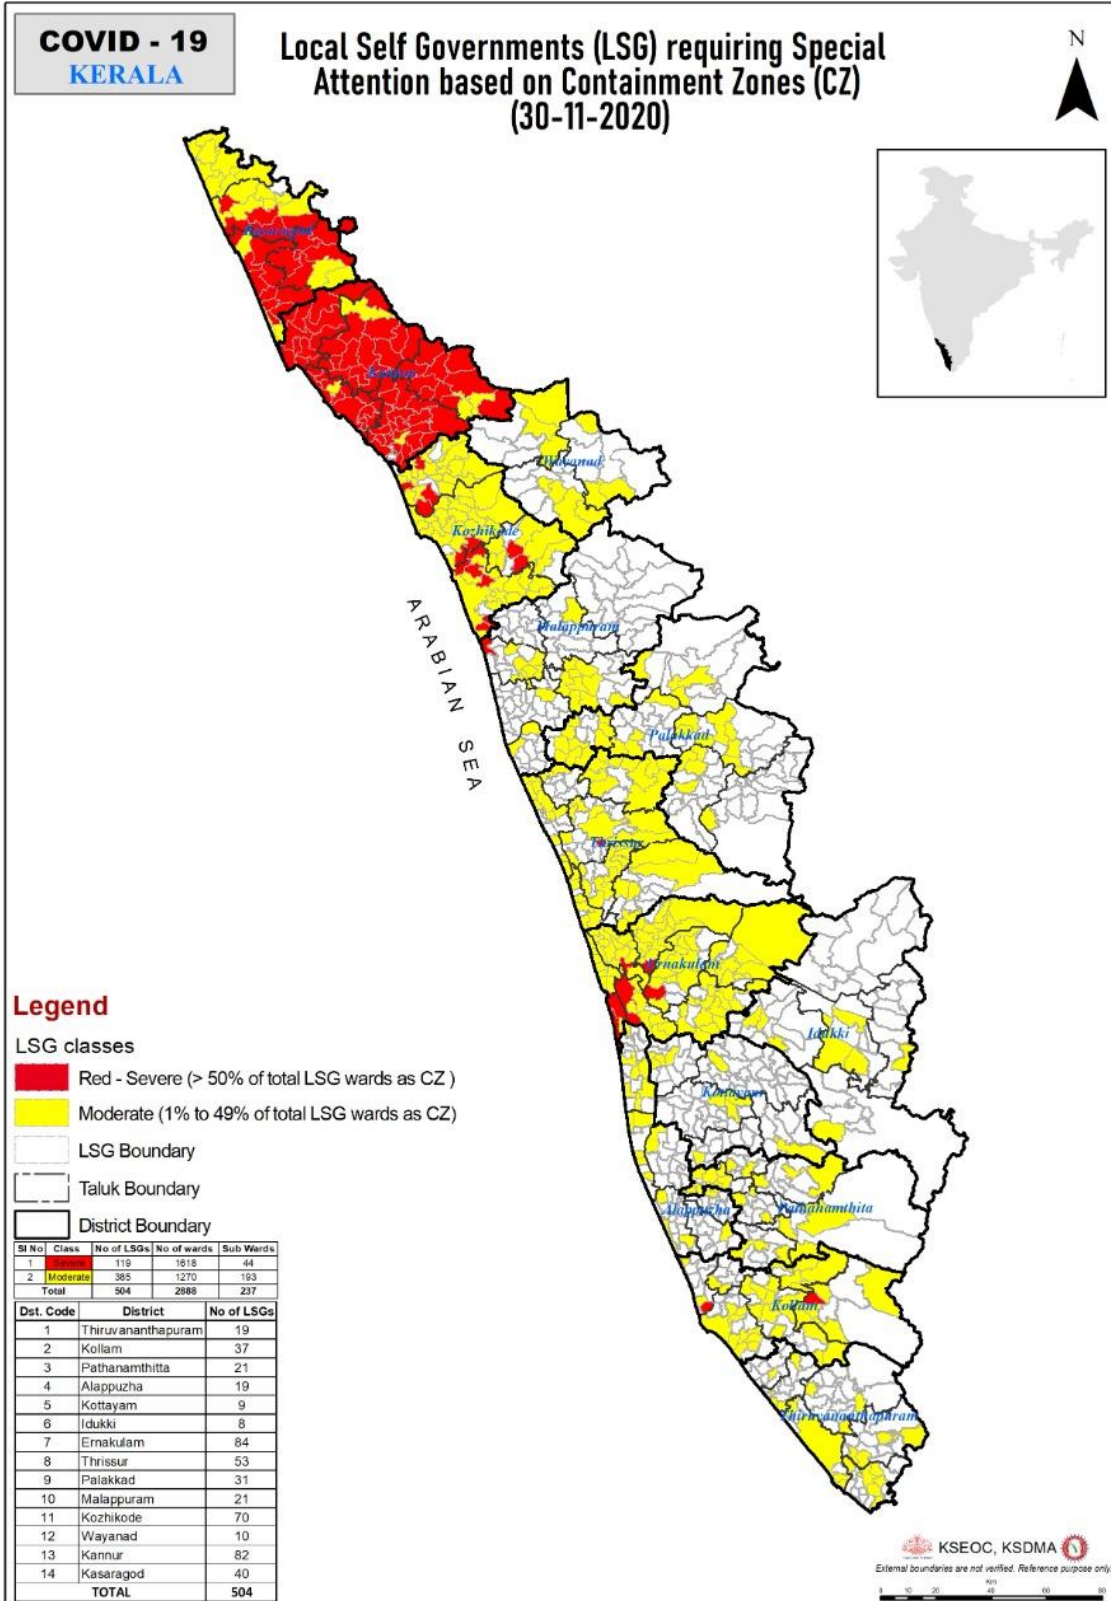 COVID - 19
KERALA
Local Self Governments (LSG) requiring Special
Attention based on Containment Zones (CZ)
(30-11-2020)
N
Kasaragod
Kannur
Wayanad
Kozhikode
Malappuram
ARABIAN SEA
Palakkad
Thrissur
Ernakulam
Idukki
Kottayam
Alappuzha
Pathanamthita
Kollam
Thiruvananthapuram
Legend
LSG classes
Red - Severe (> 50% of total LSG wards as CZ )
Moderate (1% to 49% of total LSG wards as CZ)
LSG Boundary
Taluk Boundary
District Boundary
Sl No Class No of LSGs No of wards Sub Wards
1 Severe 119 1618 44
2 Moderate 385 1270 193
Total 504 2888 237
Dst. Code District No of LSGs
1 Thiruvananthapuram 19
2 Kollam 37
3 Pathanamthitta 21
4 Alappuzha 19
5 Kottayam 9
6 Idukki 8
7 Ernakulam 84
8 Thrissur 53
9 Palakkad 31
10 Malappuram 21
11 Kozhikode 70
12 Wayanad 10
13 Kannur 82
14 Kasaragod 40
TOTAL 504
KSEOC, KSDMA
External boundaries are not verified. Reference purpose only.
Km
0 10 20 40 60 80